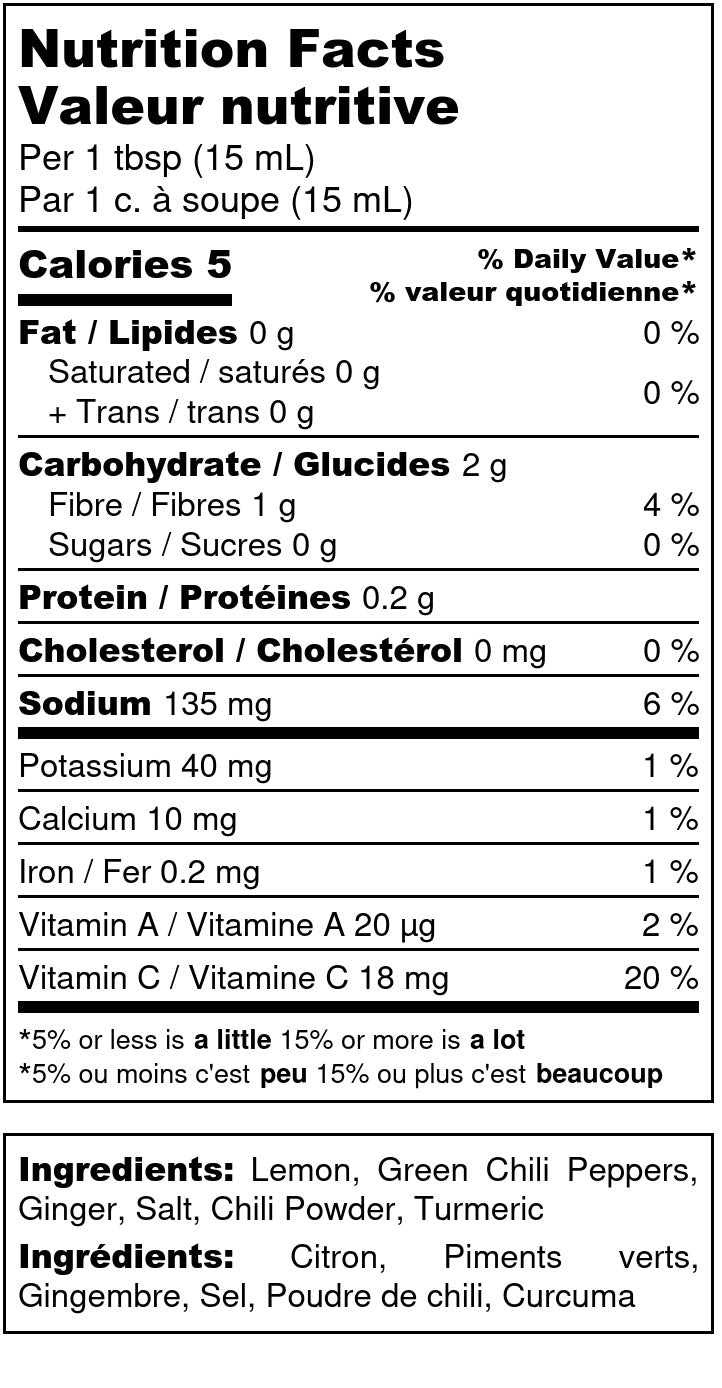 Nutrition Facts
Valeur nutritive
Per 1 tbsp (15 mL)
Par 1 c. à soupe (15 mL)
Calories 5
% Daily Value*
% valeur quotidienne*
Fat / Lipides 0 g 0 %
Saturated / saturés 0 g
+ Trans / trans 0 g
0 %
Carbohydrate / Glucides 2 g
Fibre / Fibres 1 g 4 %
Sugars / Sucres 0 g 0 %
Protein / Protéines 0.2 g
Cholesterol / Cholestérol 0 mg 0 %
Sodium 135 mg 6 %
Potassium 40 mg 1 %
Calcium 10 mg 1 %
Iron / Fer 0.2 mg 1 %
Vitamin A / Vitamine A 20 µg 2 %
Vitamin C / Vitamine C 18 mg 20 %
*5% or less is a little 15% or more is a lot
*5% ou moins c'est peu 15% ou plus c'est beaucoup
Ingredients: Lemon, Green Chili Peppers,
Ginger, Salt, Chili Powder, Turmeric
Ingrédients: Citron, Piments verts,
Gingembre, Sel, Poudre de chili, Curcuma